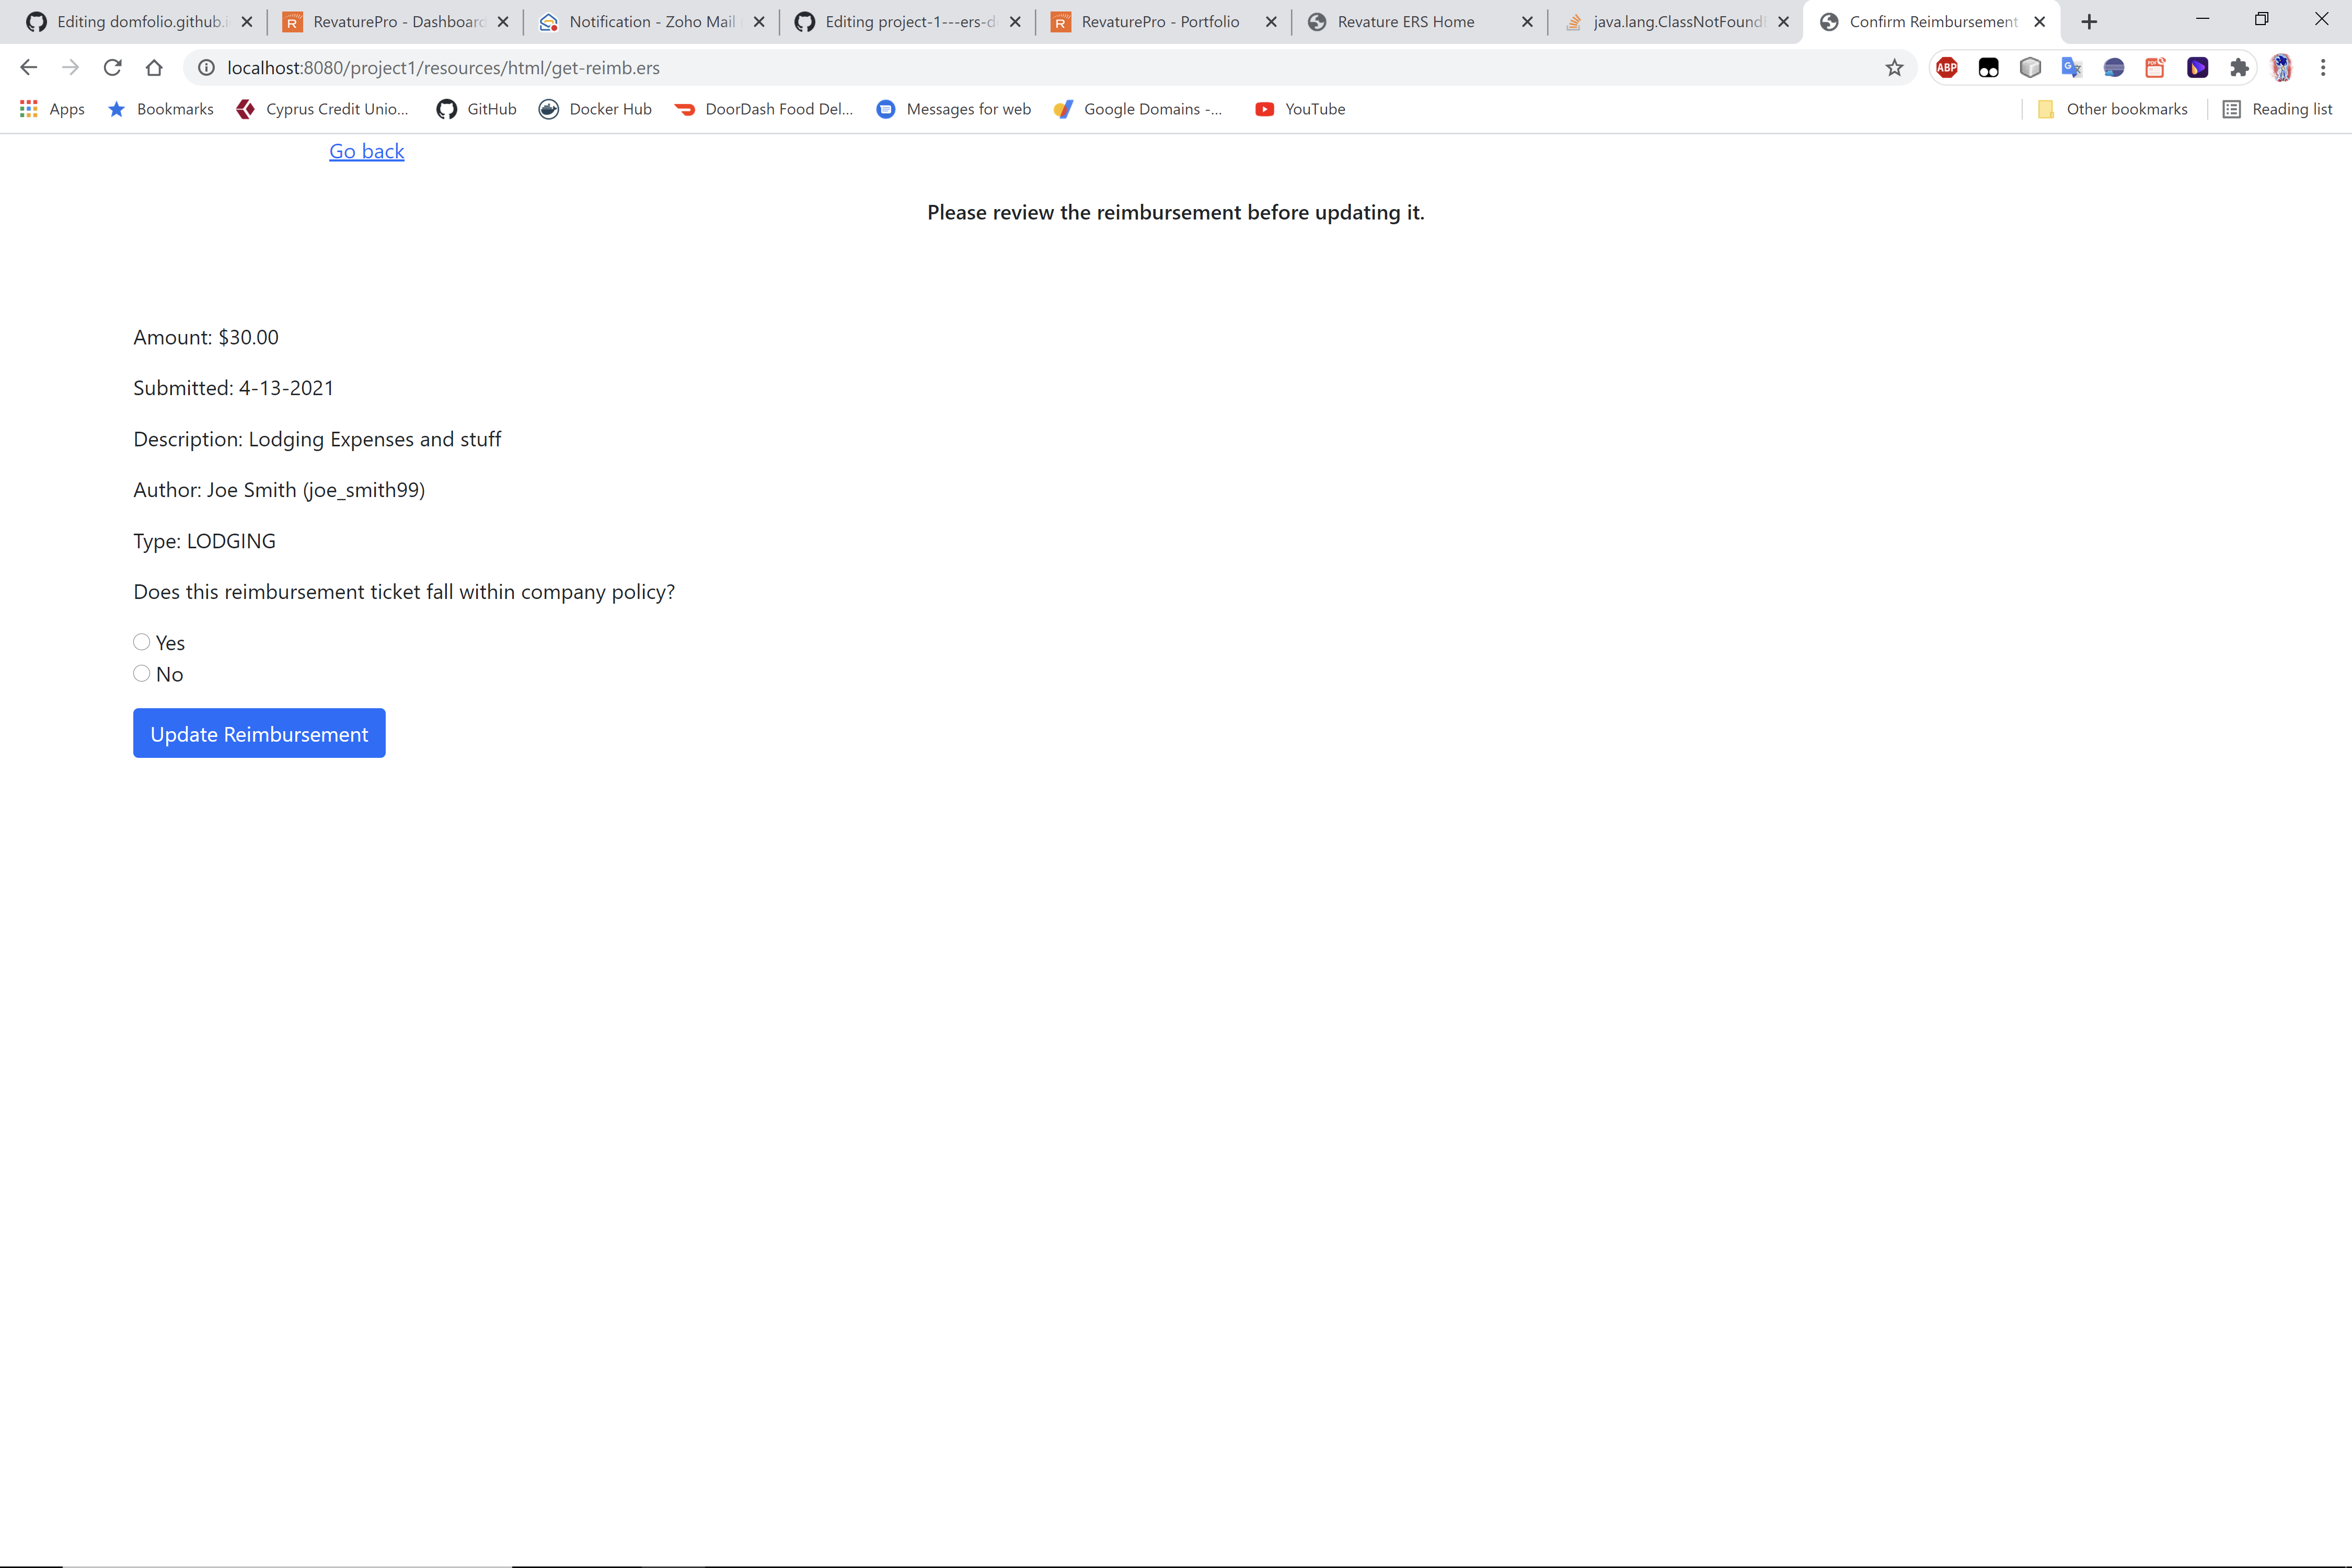 Editing domfolio.github.i
RevaturePro - Dashboard
Notification - Zoho Mail
Editing project-1---ers-d
RevaturePro - Portfolio
Revature ERS Home
java.lang.ClassNotFound
Confirm Reimbursement
localhost:8080/project1/resources/html/get-reimb.ers
ABP
Apps
Bookmarks
Cyprus Credit Unio...
GitHub
Docker Hub
DoorDash Food Del...
Messages for web
Google Domains -...
YouTube
Other bookmarks
Reading list
Go back
Please review the reimbursement before updating it.
Amount: $30.00
Submitted: 4-13-2021
Description: Lodging Expenses and stuff
Author: Joe Smith (joe_smith99)
Type: LODGING
Does this reimbursement ticket fall within company policy?
Yes
No
Update Reimbursement